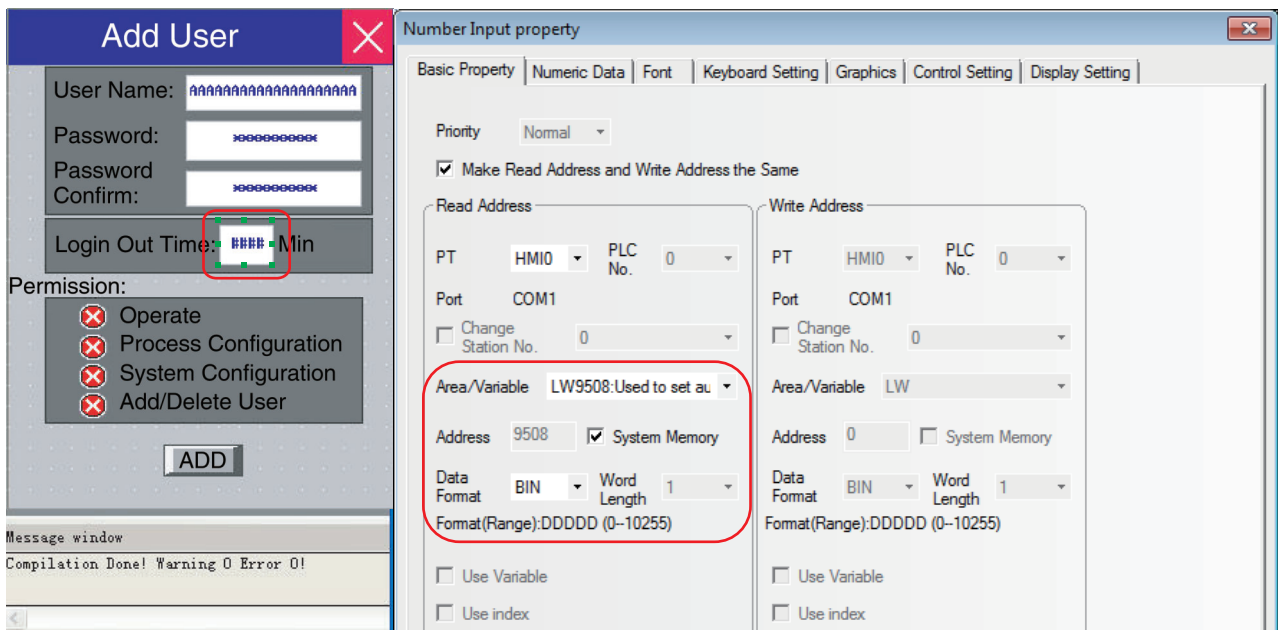 Add User
User Name: AAAAAAAAAAAAAAAAAAAA
Password: **********
Password
Confirm: **********
Login Out Time: #### Min
Permission:
Operate
Process Configuration
System Configuration
Add/Delete User
ADD
Message window
Compilation Done! Warning 0 Error 0!
Number Input property
Basic Property Numeric Data Font Keyboard Setting Graphics Control Setting Display Setting
Priority Normal
Make Read Address and Write Address the Same
Read Address
PT HMI0 PLC No. 0
Port COM1
Change Station No. 0
Area/Variable LW9508:Used to set au
Address 9508 System Memory
Data Format BIN Word Length 1
Format(Range):DDDDD (0--10255)
Use Variable
Use index
Write Address
PT HMI0 PLC No. 0
Port COM1
Change Station No. 0
Area/Variable LW
Address 0 System Memory
Data Format BIN Word Length 1
Format(Range):DDDDD (0--10255)
Use Variable
Use index